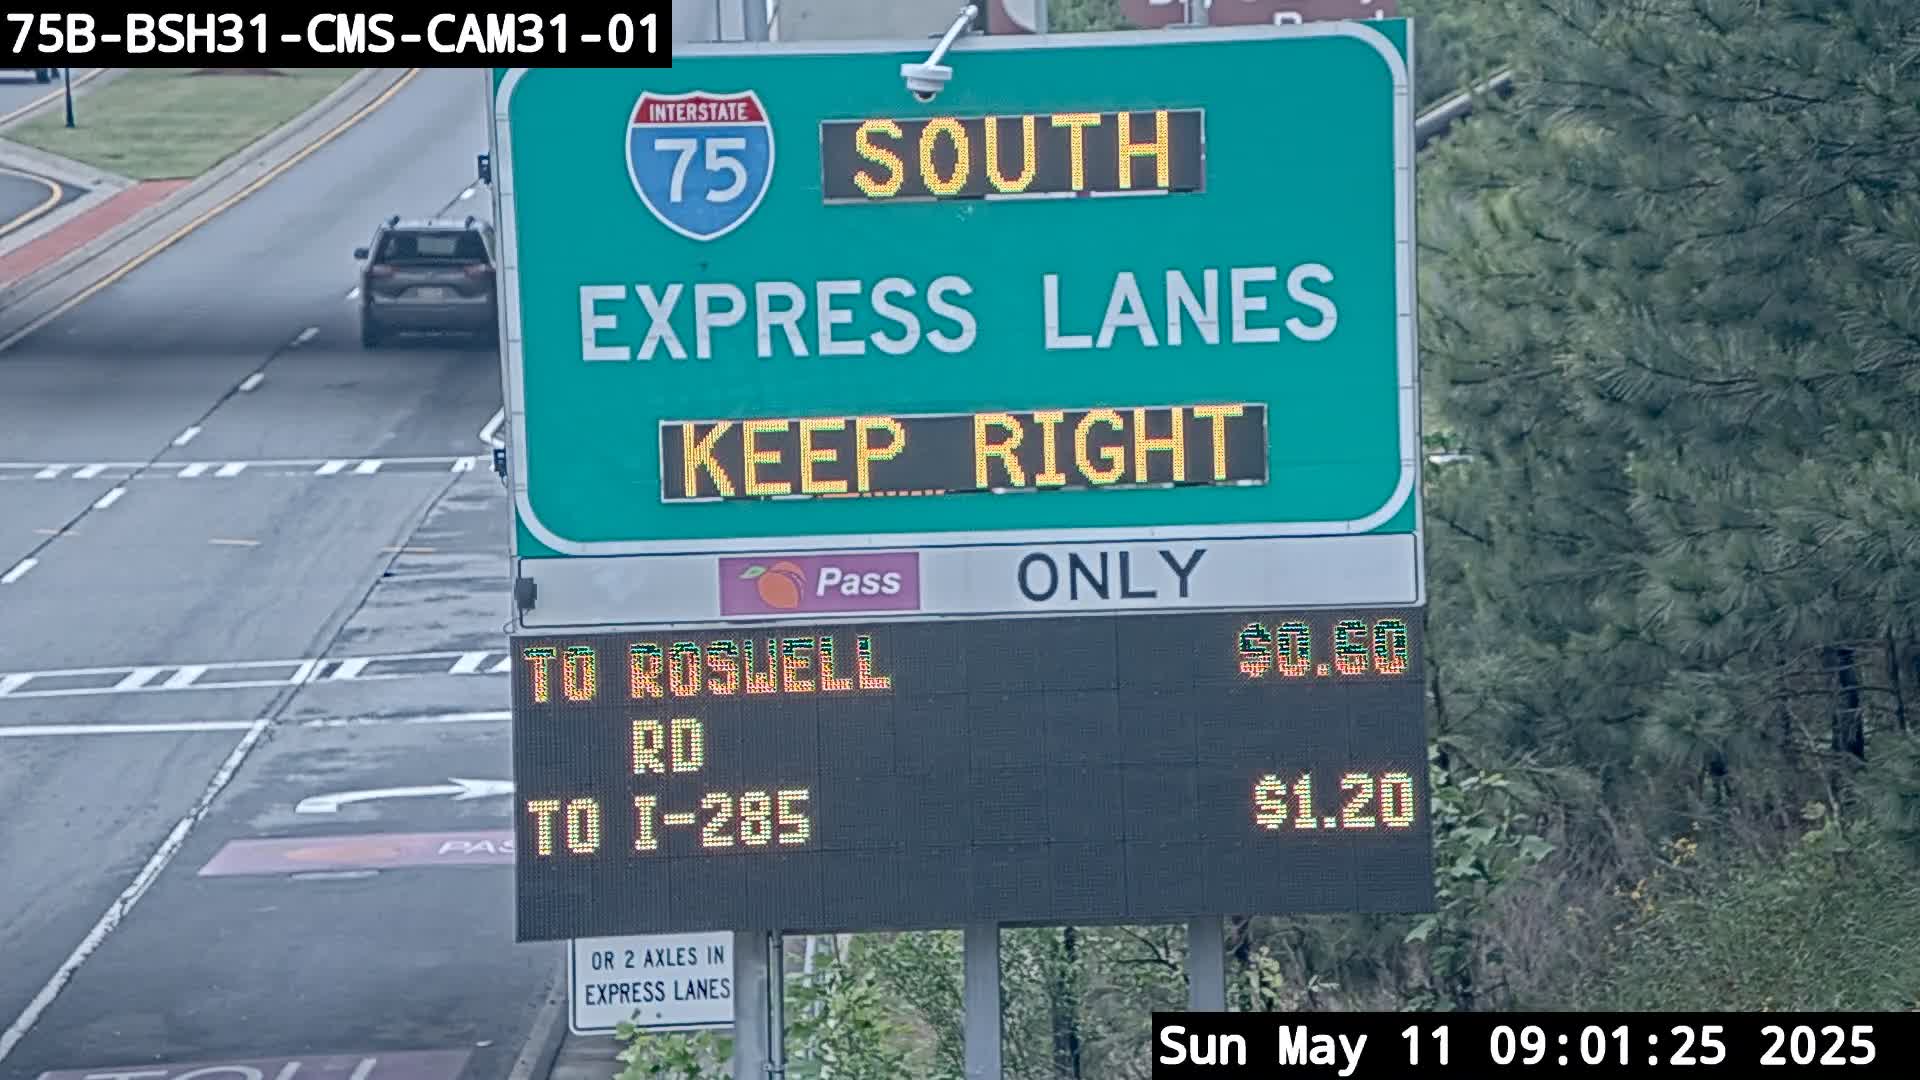 75B-BSH31-CMS-CAM31-01
INTERSTATE
75
SOUTH
EXPRESS LANES
KEEP RIGHT
Pass ONLY
TO ROSWELL $0.60
RD
TO I-285 $1.20
OR 2 AXLES IN
EXPRESS LANES
TOLL
Sun May 11 09:01:25 2025